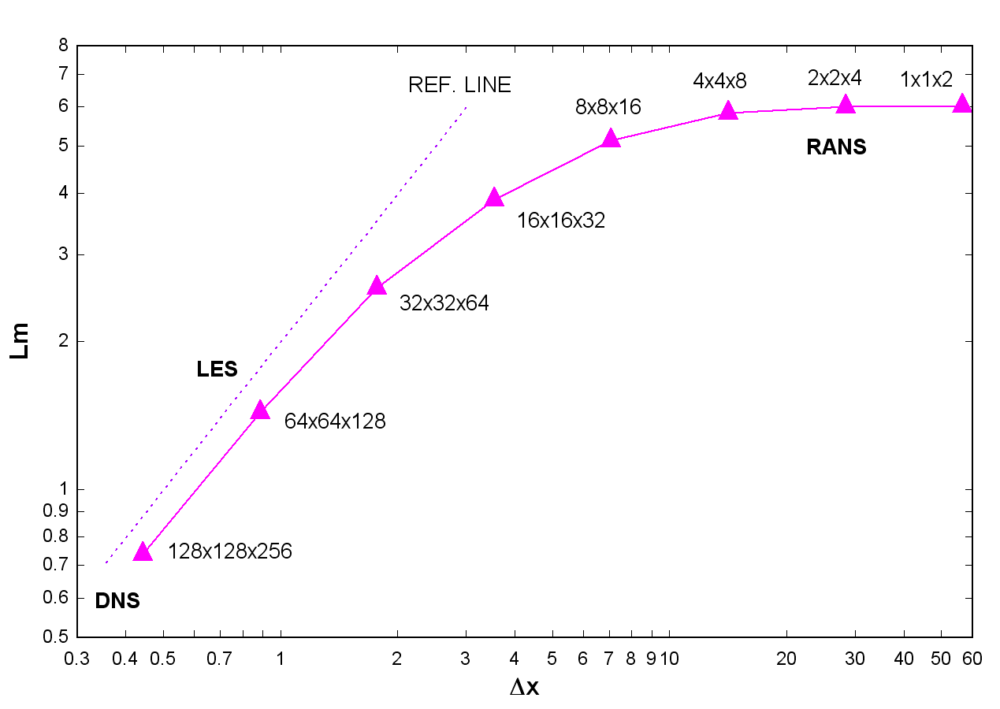 8
7
6
5
4
3
2
1
0.9
0.8
0.7
0.6
0.5
Lm
REF. LINE
4x4x8
2x2x4
1x1x2
8x8x16
RANS
16x16x32
32x32x64
LES
64x64x128
128x128x256
DNS
0.3 0.4 0.5 0.7 1 2 3 4 5 6 7 8 9 10 20 30 40 50 60
Δx